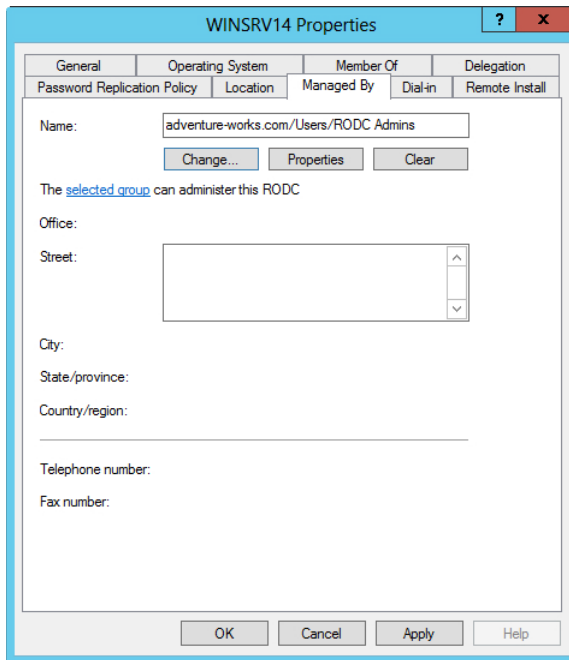 WINSRV14 Properties
?
x
General Operating System Member Of Delegation
Password Replication Policy Location Managed By Dial-in Remote Install
Name: adventure-works.com/Users/RODC Admins
Change... Properties Clear
The selected group can administer this RODC
Office:
Street:
City:
State/province:
Country/region:
Telephone number:
Fax number:
OK Cancel Apply Help